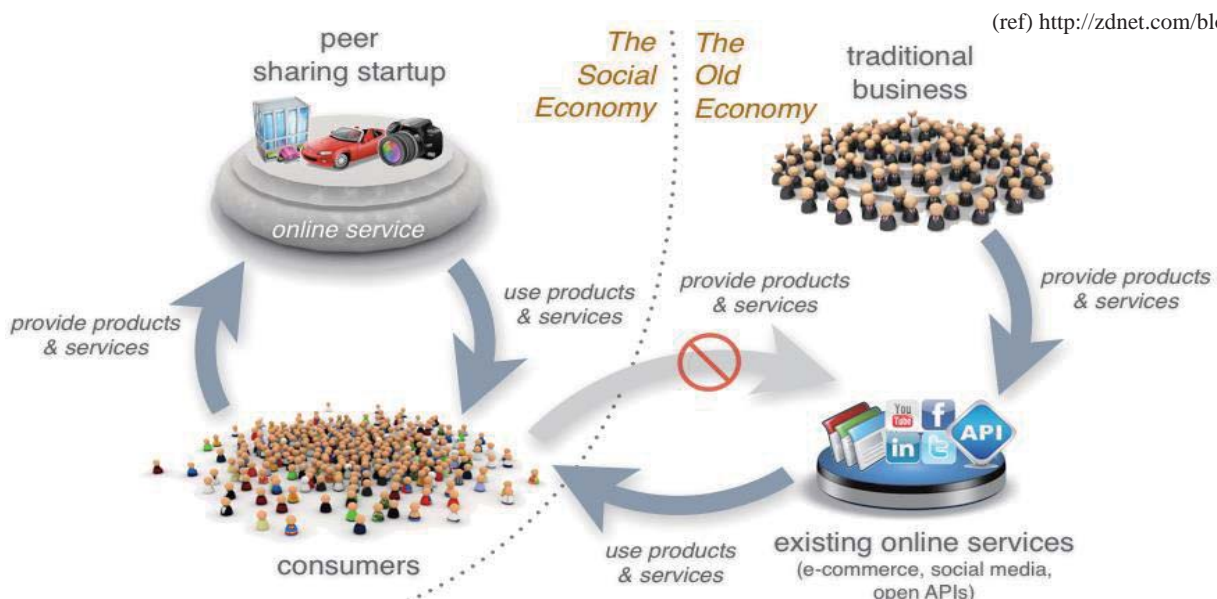 (ref) http://zdnet.com/blo
peer
sharing startup
The
Social
Economy
The
Old
Economy
traditional
business
online service
provide products
& services
use products
& services
provide products
& services
provide products
& services
You
Tube
f
in
t
API
consumers
use products
& services
existing online services
(e-commerce, social media,
open APIs)